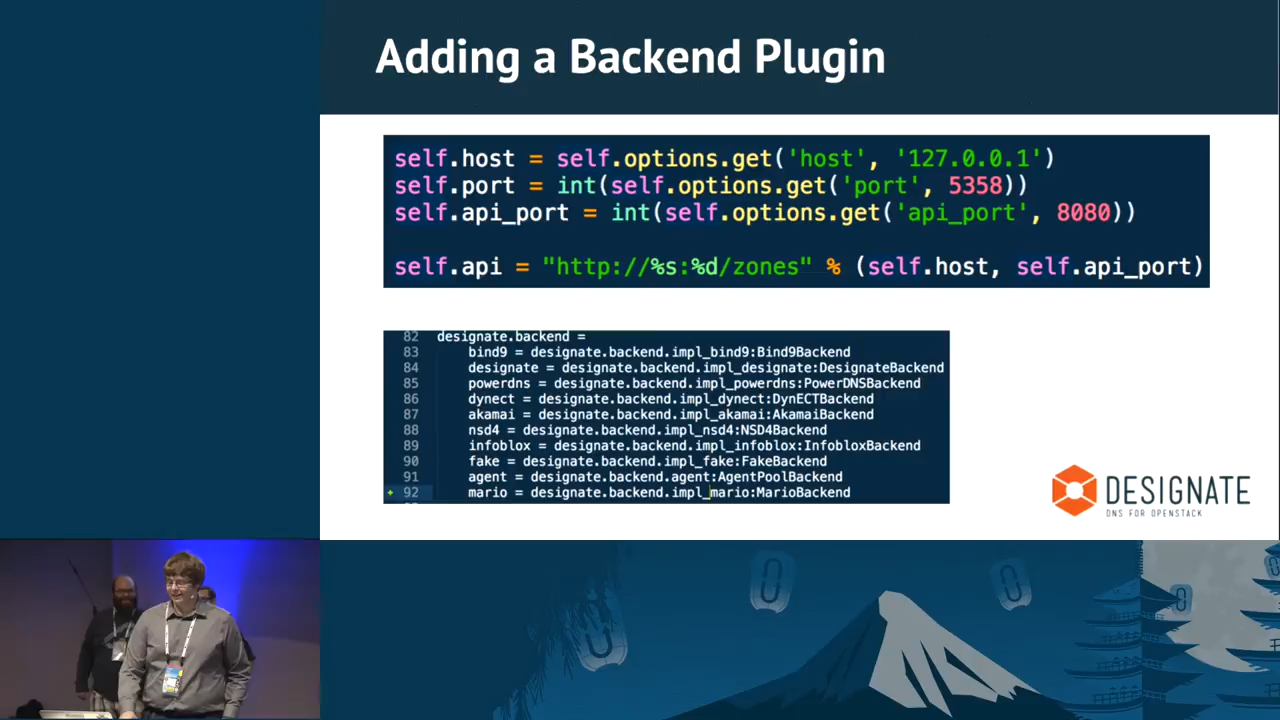 Adding a Backend Plugin
self.host = self.options.get('host', '127.0.0.1')
self.port = int(self.options.get('port', 5358))
self.api_port = int(self.options.get('api_port', 8080))
self.api = "http://%s:%d/zones" % (self.host, self.api_port)
82 designate.backend =
83 bind9 = designate.backend.impl_bind9:Bind9Backend
84 designate = designate.backend.impl_designate:DesignateBackend
85 powerdns = designate.backend.impl_powerdns:PowerDNSBackend
86 dynect = designate.backend.impl_dynect:DynECTBackend
87 akamai = designate.backend.impl_akamai:AkamaiBackend
88 nsd4 = designate.backend.impl_nsd4:NSD4Backend
89 infoblox = designate.backend.impl_infoblox:InfobloxBackend
90 fake = designate.backend.impl_fake:FakeBackend
91 agent = designate.backend.agent:AgentPoolBackend
92 mario = designate.backend.impl_mario:MarioBackend
DESIGNATE
DNS FOR OPENSTACK